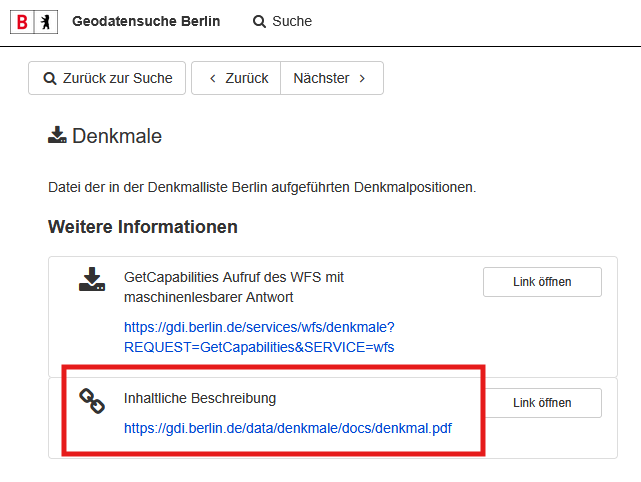 B
Geodatensuche Berlin
Suche
Zurück zur Suche
Zurück
Nächster
Denkmale
Datei der in der Denkmalliste Berlin aufgeführten Denkmalpositionen.
Weitere Informationen
GetCapabilities Aufruf des WFS mit
maschinenlesbarer Antwort
Link öffnen
https://gdi.berlin.de/services/wfs/denkmale?
REQUEST=GetCapabilities&SERVICE=wfs
Inhaltliche Beschreibung
Link öffnen
https://gdi.berlin.de/data/denkmale/docs/denkmal.pdf